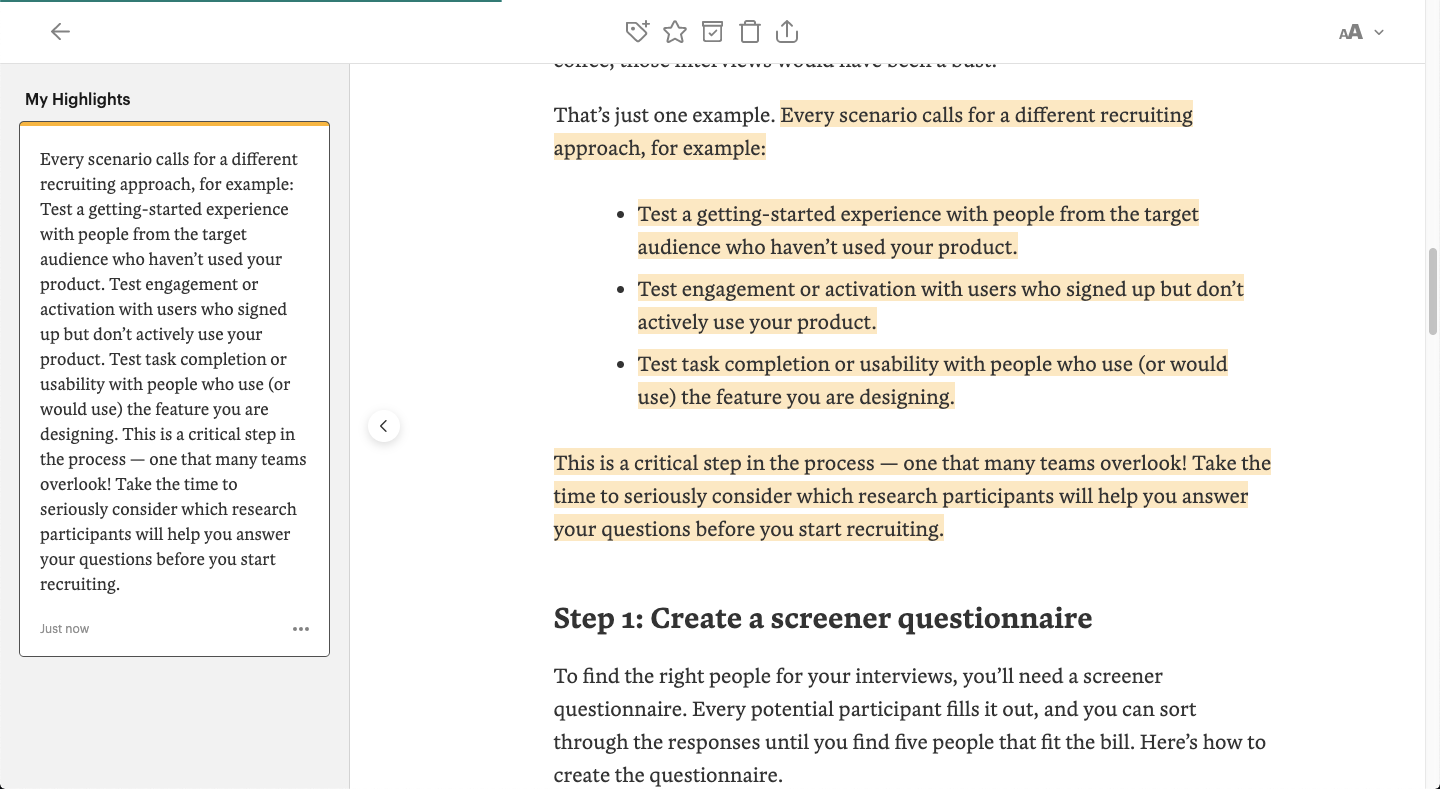 AA
My Highlights
Every scenario calls for a different
recruiting approach, for example:
Test a getting-started experience
with people from the target
audience who haven’t used your
product. Test engagement or
activation with users who signed
up but don’t actively use your
product. Test task completion or
usability with people who use (or
would use) the feature you are
designing. This is a critical step in
the process — one that many teams
overlook! Take the time to
seriously consider which research
participants will help you answer
your questions before you start
recruiting.
Just now
coffee, those interviews would have been a bust.
That’s just one example. Every scenario calls for a different recruiting
approach, for example:
• Test a getting-started experience with people from the target
audience who haven’t used your product.
• Test engagement or activation with users who signed up but don’t
actively use your product.
• Test task completion or usability with people who use (or would
use) the feature you are designing.
This is a critical step in the process — one that many teams overlook! Take the
time to seriously consider which research participants will help you answer
your questions before you start recruiting.
Step 1: Create a screener questionnaire
To find the right people for your interviews, you’ll need a screener
questionnaire. Every potential participant fills it out, and you can sort
through the responses until you find five people that fit the bill. Here’s how to
create the questionnaire.